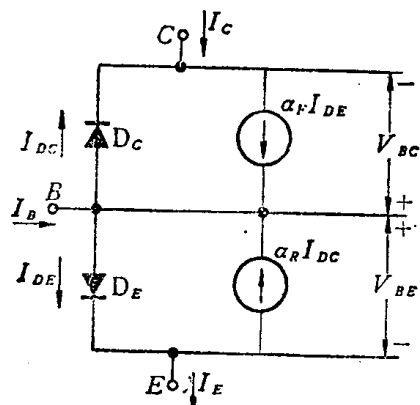 C
I_C
α_F I_DE
I_DC
D_C
V_BC
B
I_B
I_DE
D_E
α_R I_DC
V_BE
E
I_E